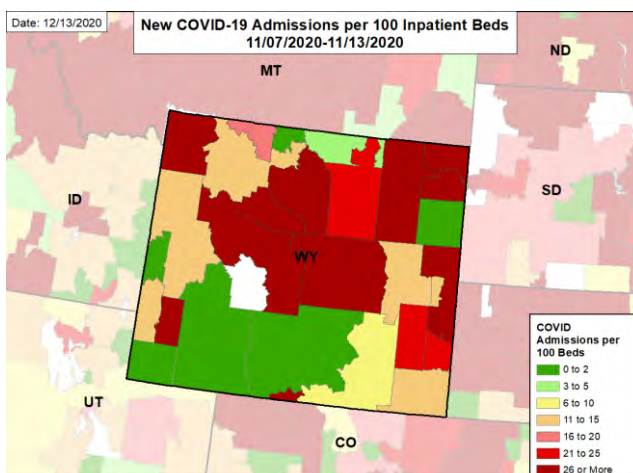 Date: 12/13/2020
New COVID-19 Admissions per 100 Inpatient Beds
11/07/2020-11/13/2020
ND
MT
ID
SD
WY
UT
CO
COVID
Admissions per
100 Beds
0 to 2
3 to 5
6 to 10
11 to 15
16 to 20
21 to 25
26 or More